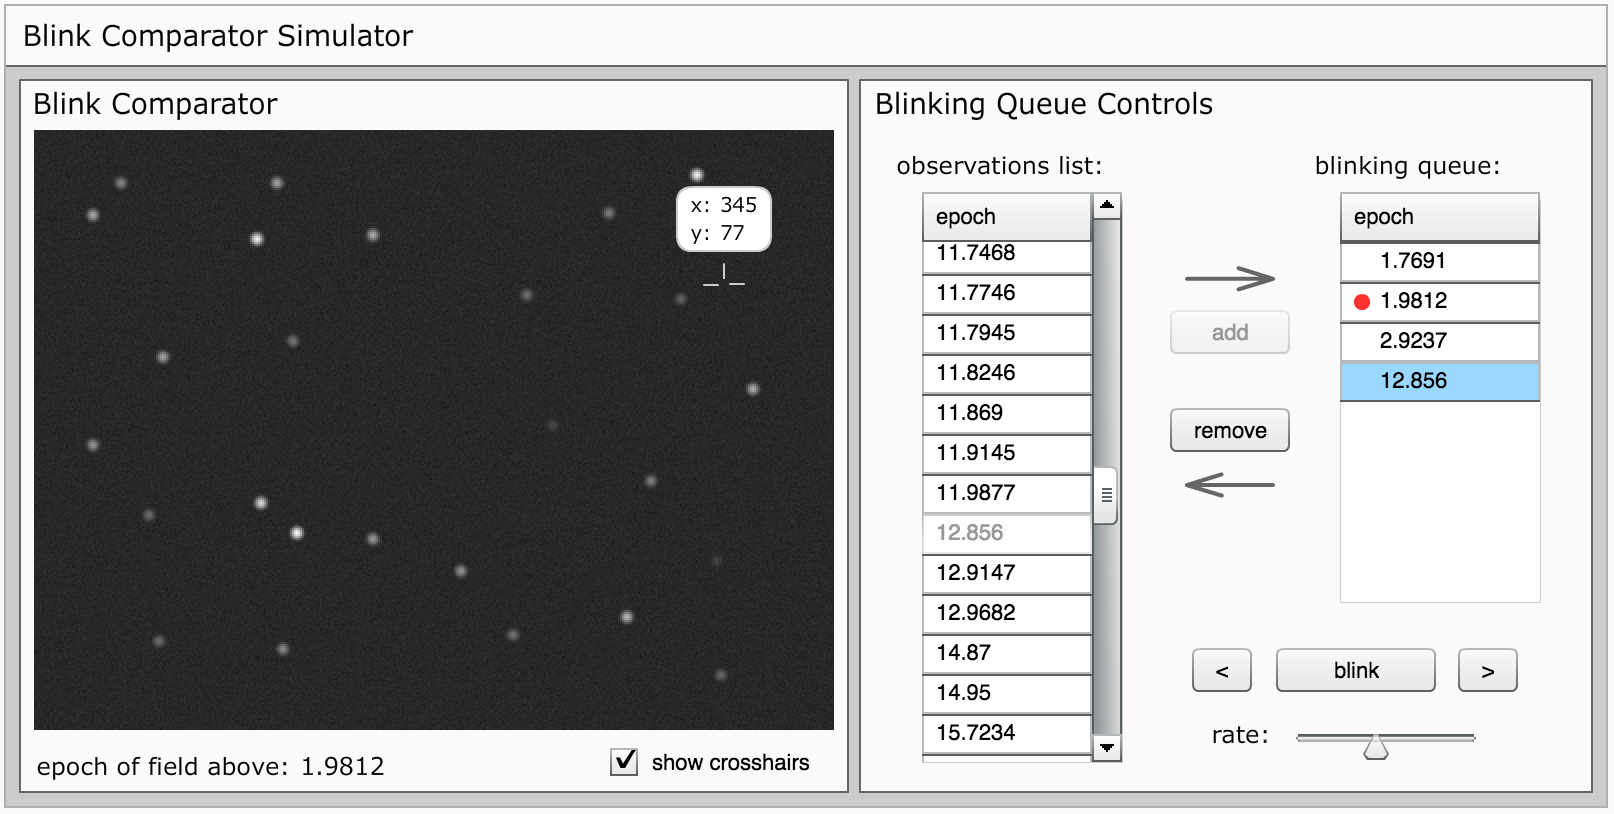 Blink Comparator Simulator
Blink Comparator
x: 345
y: 77
epoch of field above: 1.9812
show crosshairs
Blinking Queue Controls
observations list:
epoch
11.7468
11.7746
11.7945
11.8246
11.869
11.9145
11.9877
12.856
12.9147
12.9682
14.87
14.95
15.7234
add
remove
blinking queue:
epoch
1.7691
1.9812
2.9237
12.856
<
blink
>
rate: